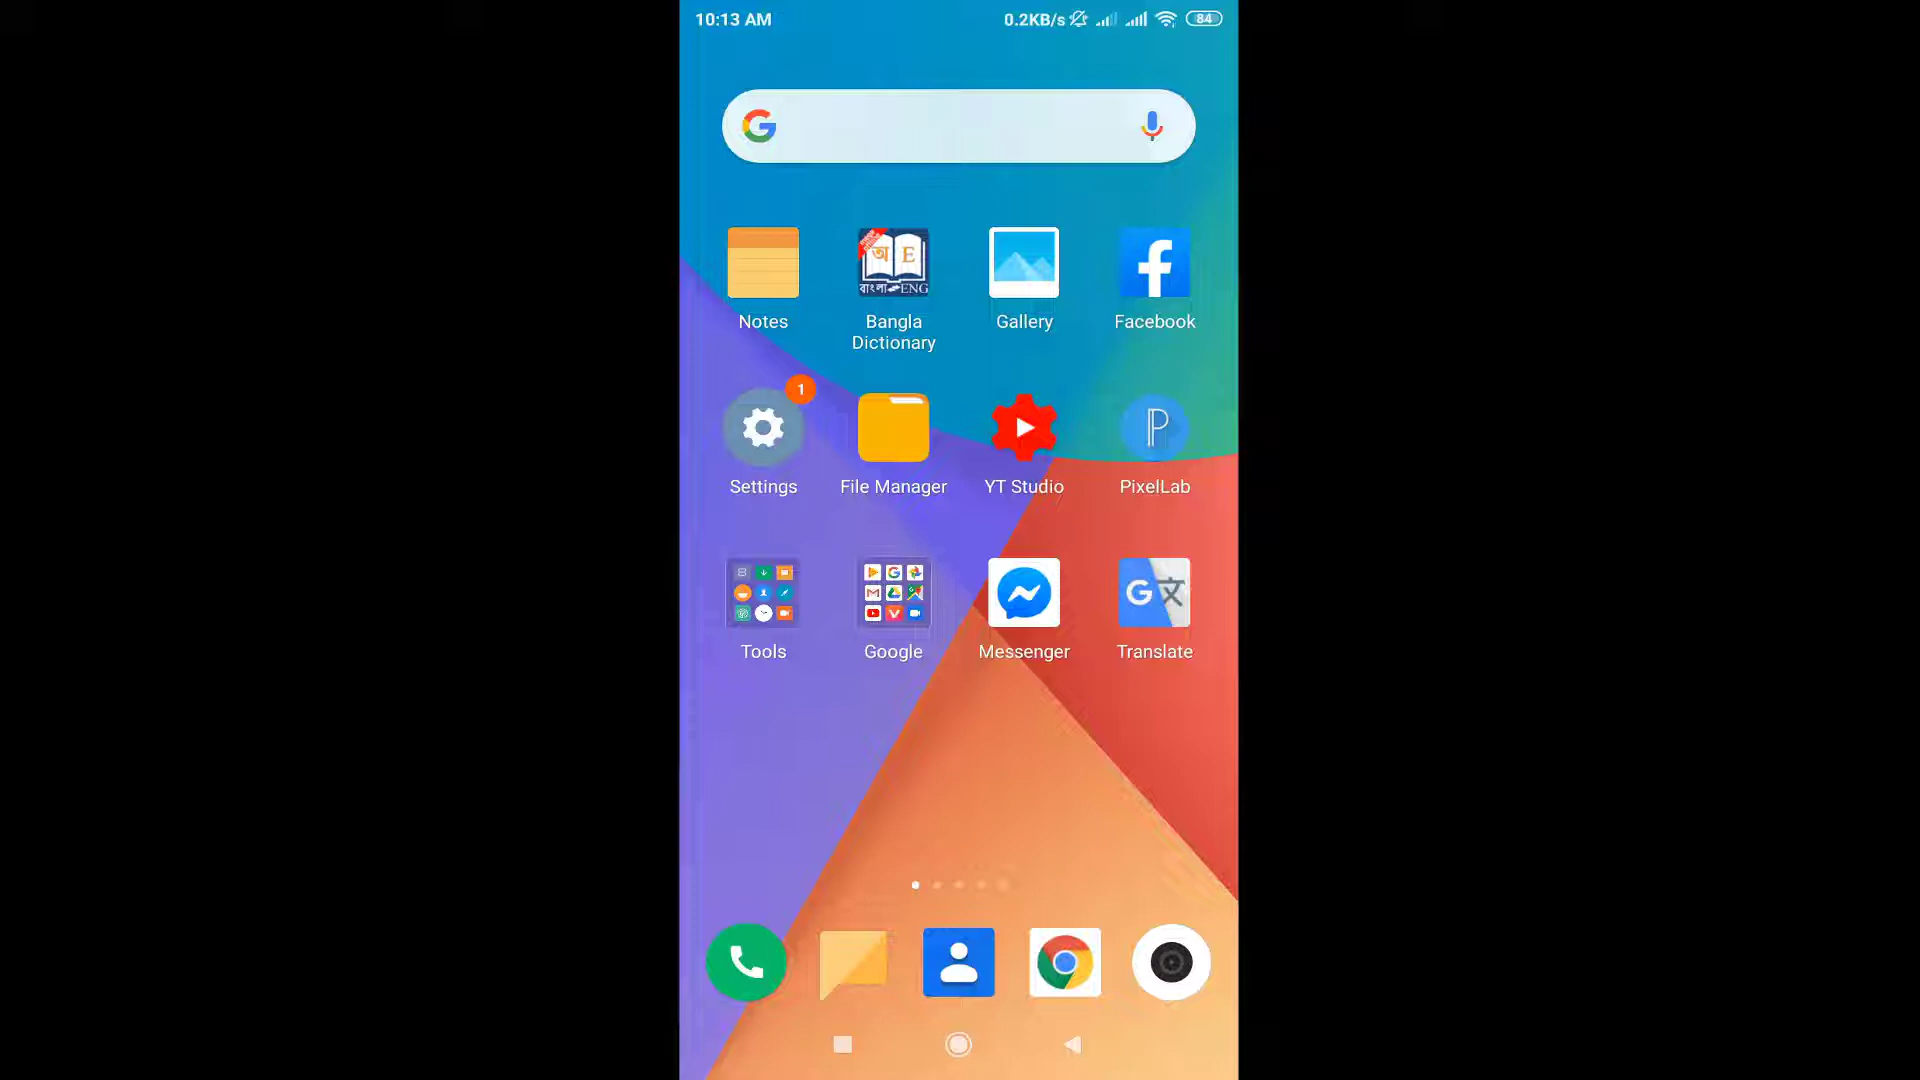 10:13 AM 0.2KB/s 84
Notes
অ E
বাংলা ENG
Bangla
Dictionary
Gallery
Facebook
1
Settings
File Manager
YT Studio
PixelLab
Tools
Google
Messenger
Translate